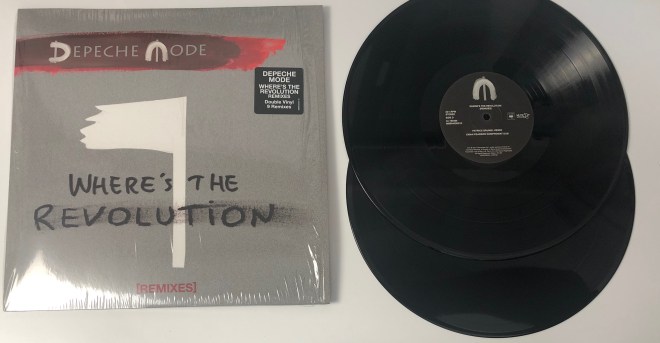 DEPECHE MODE
DEPECHE
MODE
WHERE'S THE
REVOLUTION
REMIXES
Double Vinyl
9 Remixes
WHERE'S THE
REVOLUTION
[REMIXES]